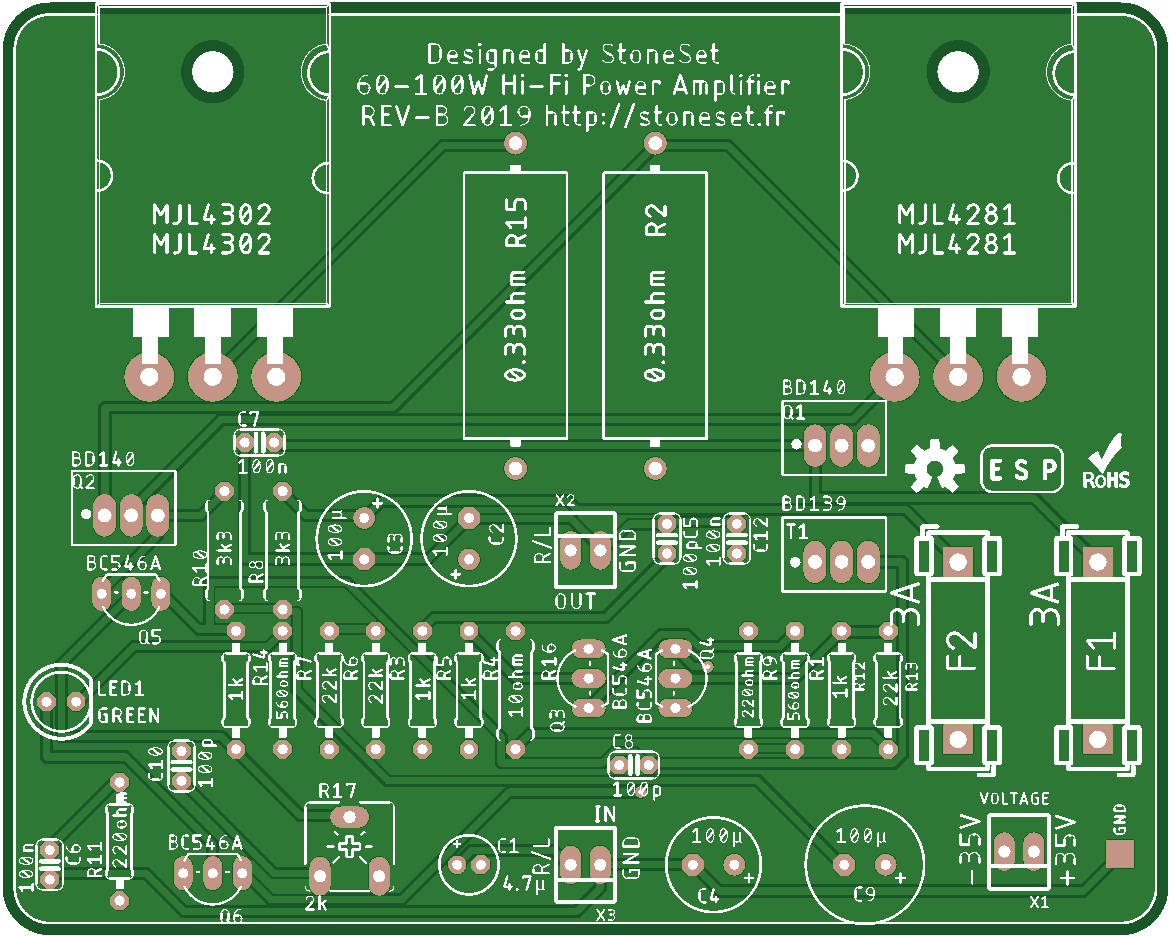 Designed by StoneSet
60-100W Hi-Fi Power Amplifier
REV-B 2019 http://stoneset.fr
MJL4302
MJL4302
R15
0.33ohm
R2
0.33ohm
MJL4281
MJL4281
BD140
Q1
C7
100n
BD140
Q2
BC546A
Q5
R10
3k3
R8
3k3
100µ
C3
100µ
C2
X2
R/L
GND
OUT
C5
100p
100n
C12
BD139
T1
ESP
RoHS
3A
F2
3A
F1
LED1
GREEN
1k
R14
560ohm
R7
22k
R6
22k
R3
1k
R5
1k
R4
100ohm
R16
Q3
BC546A
BC546A
Q4
22k
R9
560ohm
R1
1k
R12
22k
R13
C10
100p
C8
100p
C6
100n
R11
220ohm
BC546A
Q6
R17
2k
C1
4.7µ
IN
R/L
GND
X3
100µ
C4
100µ
C9
VOLTAGE
-35V
+35V
X1
GND